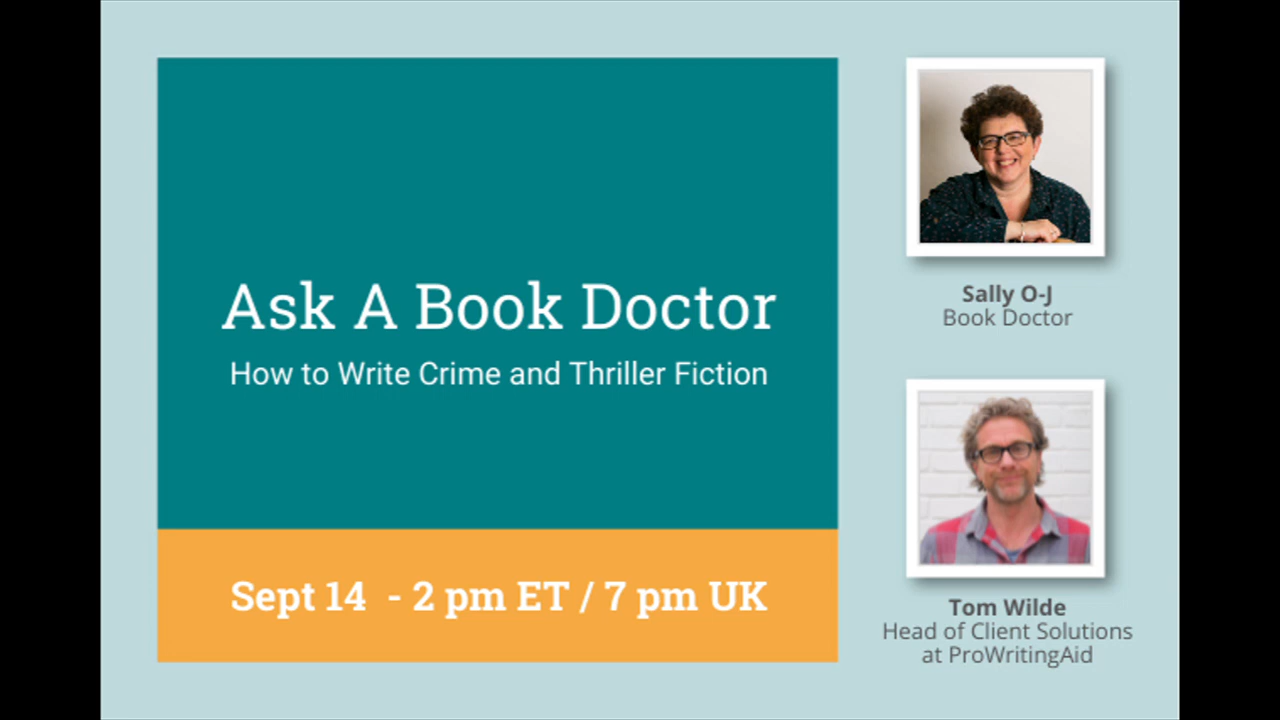 Ask A Book Doctor
How to Write Crime and Thriller Fiction
Sept 14 - 2 pm ET / 7 pm UK
Sally O-J
Book Doctor
Tom Wilde
Head of Client Solutions
at ProWritingAid